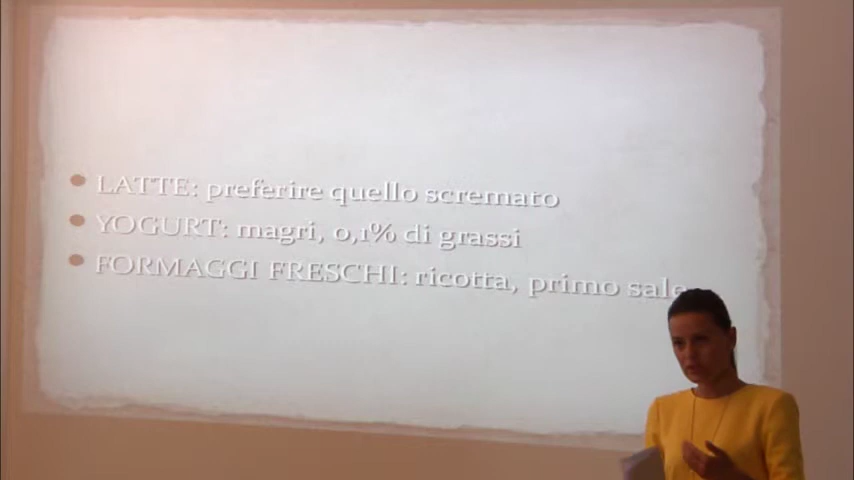 LATTE: preferire quello scremato
YOGURT: magri, 0,1% di grassi
FORMAGGI FRESCHI: ricotta, primo sale